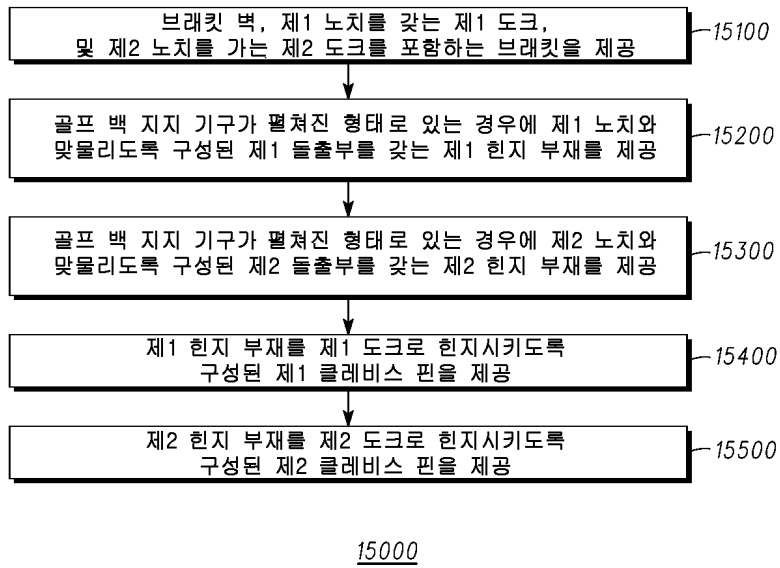 브래킷 벽, 제1 노치를 갖는 제1 도크,
및 제2 노치를 가는 제2 도크를 포함하는 브래킷을 제공
15100
골프 백 지지 기구가 펼쳐진 형태로 있는 경우에 제1 노치와
맞물리도록 구성된 제1 돌출부를 갖는 제1 힌지 부재를 제공
15200
골프 백 지지 기구가 펼쳐진 형태로 있는 경우에 제2 노치와
맞물리도록 구성된 제2 돌출부를 갖는 제2 힌지 부재를 제공
15300
제1 힌지 부재를 제1 도크로 힌지시키도록
구성된 제1 클레비스 핀을 제공
15400
제2 힌지 부재를 제2 도크로 힌지시키도록
구성된 제2 클레비스 핀을 제공
15500
15000